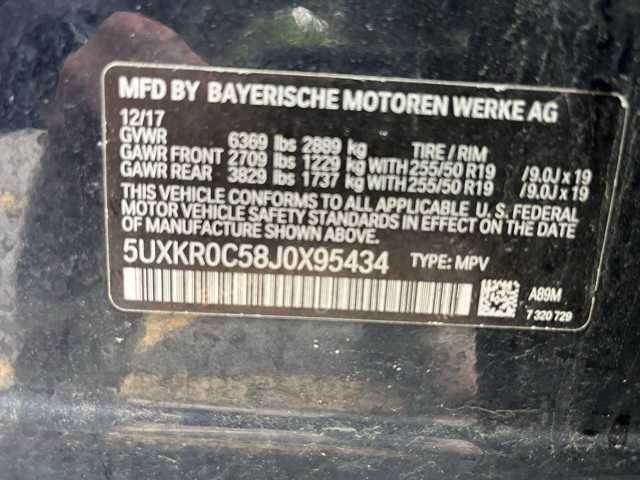 MFD BY BAYERISCHE MOTOREN WERKE AG
12/17
GVWR 6369 lbs 2889 kg TIRE / RIM
GAWR FRONT 2709 lbs 1229 kg WITH 255/50 R19 /9.0J x 19
GAWR REAR 3829 lbs 1737 kg WITH 255/50 R19 /9.0J x 19
THIS VEHICLE CONFORMS TO ALL APPLICABLE U. S. FEDERAL
MOTOR VEHICLE SAFETY STANDARDS IN EFFECT ON THE DATE
OF MANUFACTURE SHOWN ABOVE.
5UXKR0C58J0X95434 TYPE: MPV
A89M
7 320 729